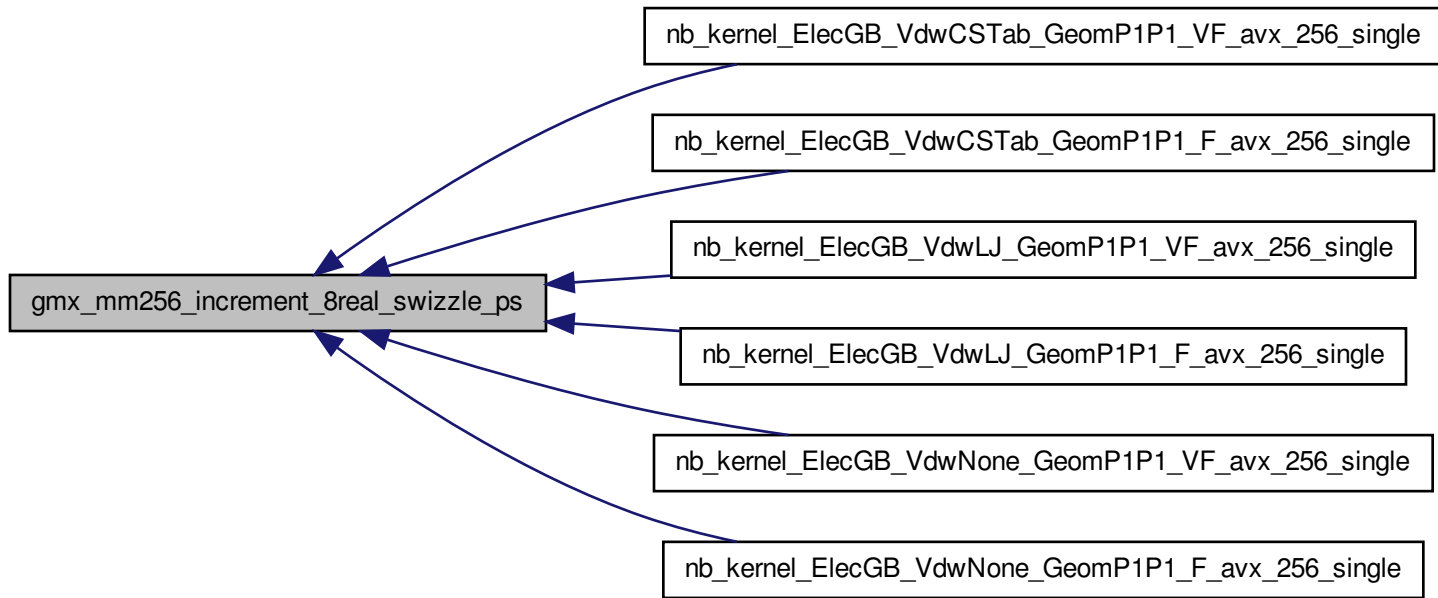 nb_kernel_ElecGB_VdwCSTab_GeomP1P1_VF_avx_256_single
nb_kernel_ElecGB_VdwCSTab_GeomP1P1_F_avx_256_single
nb_kernel_ElecGB_VdwLJ_GeomP1P1_VF_avx_256_single
gmx_mm256_increment_8real_swizzle_ps
nb_kernel_ElecGB_VdwLJ_GeomP1P1_F_avx_256_single
nb_kernel_ElecGB_VdwNone_GeomP1P1_VF_avx_256_single
nb_kernel_ElecGB_VdwNone_GeomP1P1_F_avx_256_single